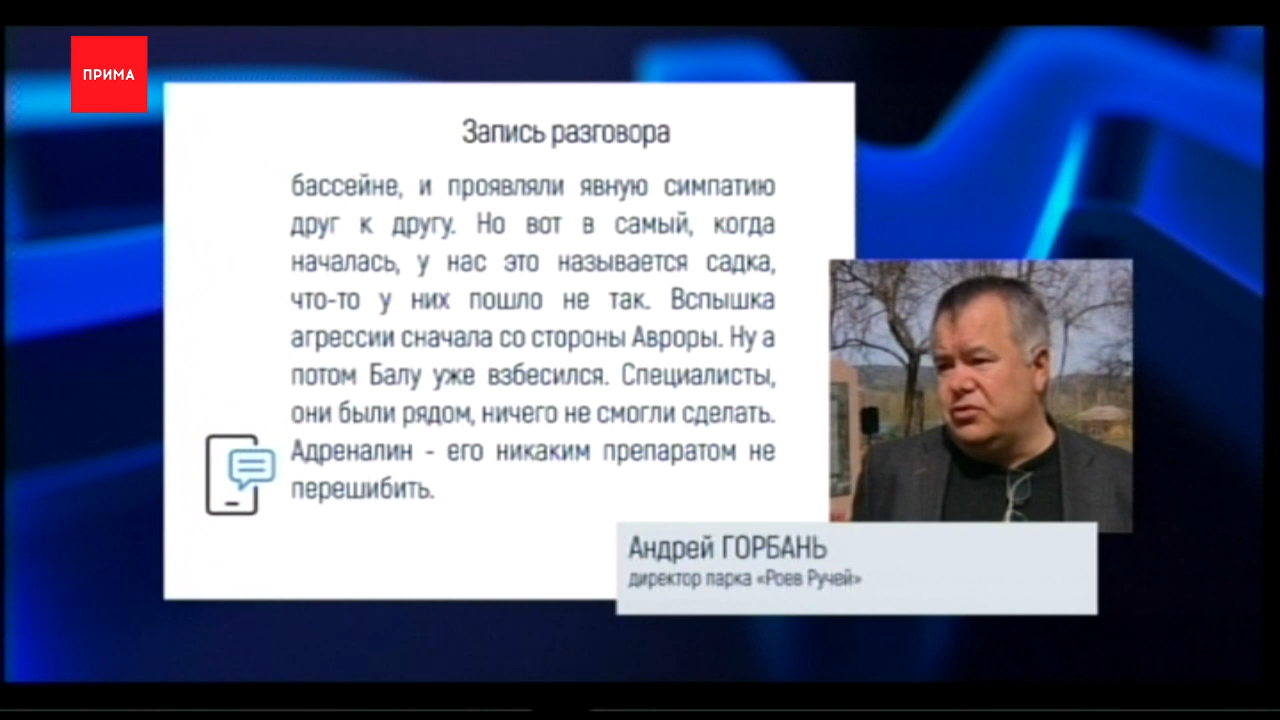 ПРИМА
Запись разговора
бассейне, и проявляли явную симпатию
друг к другу. Но вот в самый, когда
началась, у нас это называется садка,
что-то у них пошло не так. Вспышка
агрессии сначала со стороны Авроры. Ну а
потом Балу уже взбесился. Специалисты,
они были рядом, ничего не смогли сделать.
Адреналин - его никаким препаратом не
перешибить.
Андрей ГОРБАНЬ
директор парка «Роев Ручей»